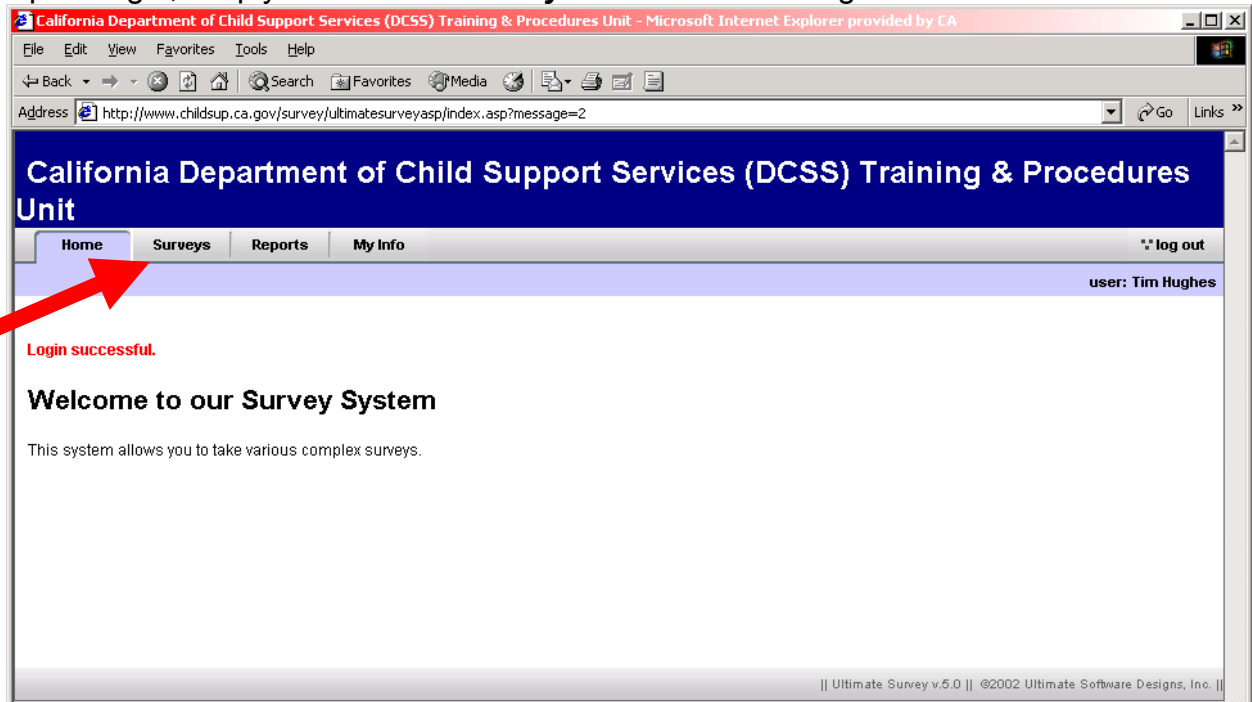 California Department of Child Support Services (DCSS) Training & Procedures Unit - Microsoft Internet Explorer provided by CA
File Edit View Favorites Tools Help
Back Search Favorites Media
Address http://www.childsup.ca.gov/survey/ultimatesurveyasp/index.asp?message=2 Go Links »
California Department of Child Support Services (DCSS) Training & Procedures
Unit
Home Surveys Reports My Info log out
user: Tim Hughes
Login successful.
Welcome to our Survey System
This system allows you to take various complex surveys.
|| Ultimate Survey v.5.0 || ©2002 Ultimate Software Designs, Inc. ||